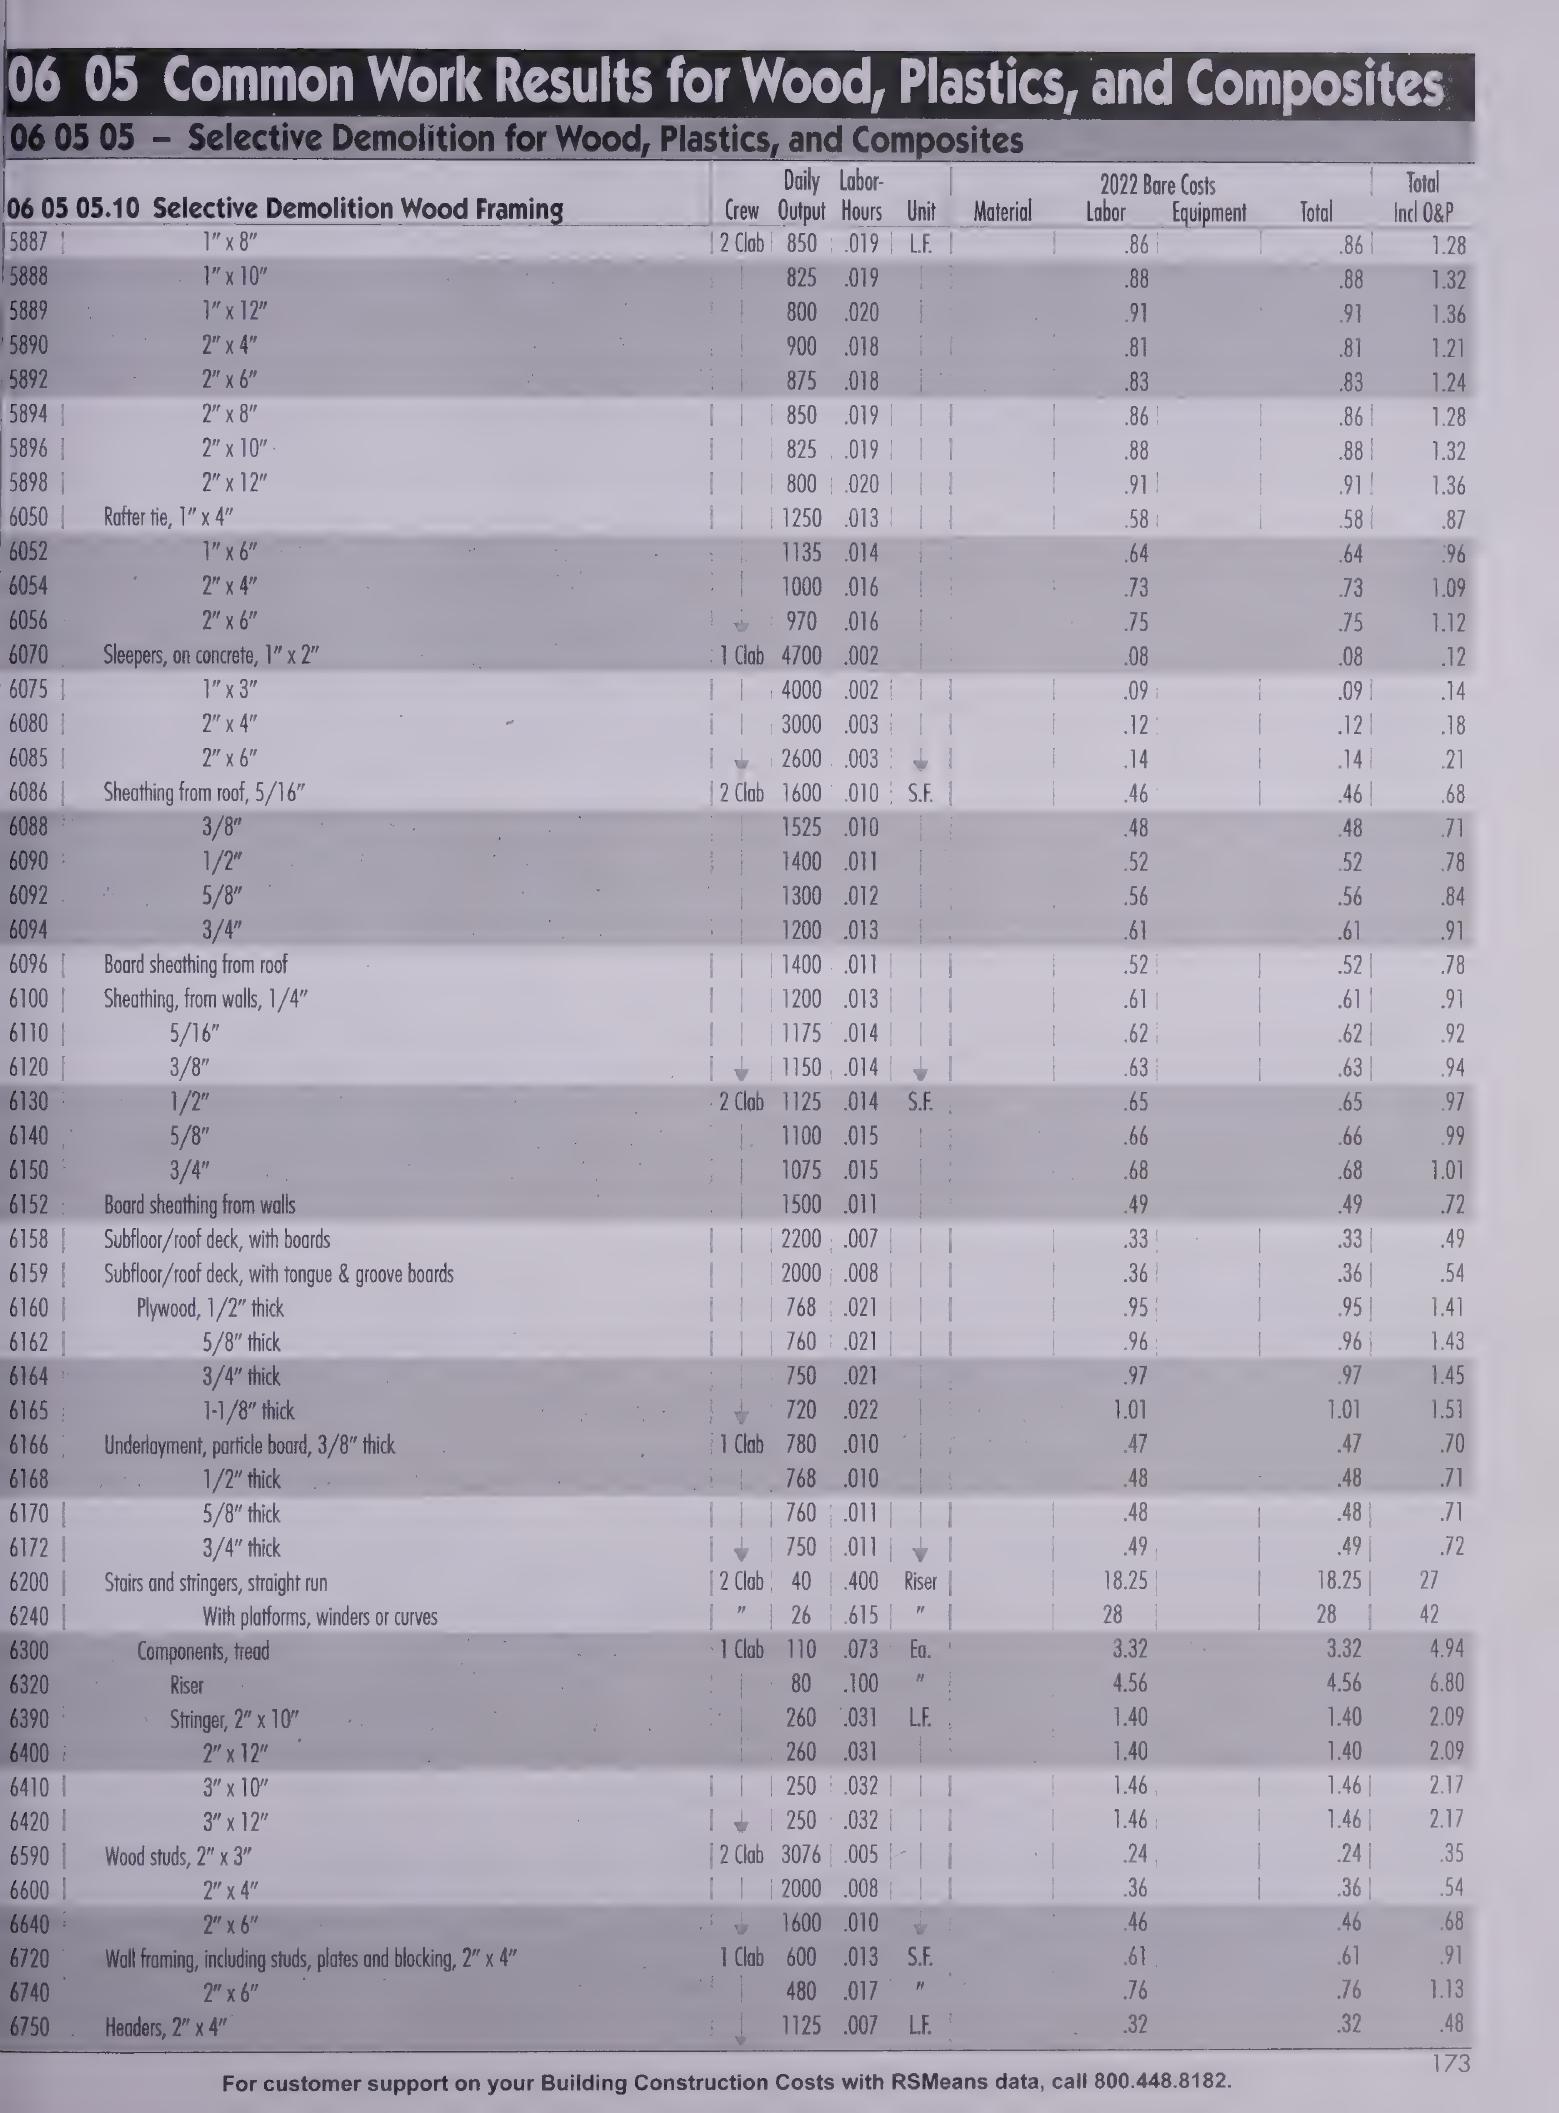 06 05 Common Work Results for Wood, Plastics, and Composites
06 05 05 – Selective Demolition for Wood, Plastics, and Composites
Daily Labor- 2022 Bare Costs Total
06 05 05.10 Selective Demolition Wood Framing Crew Output Hours Unit Material Labor Equipment Total Incl O&P
5887 1" x 8" 2 Clab 850 .019 L.F. .86 .86 1.28
5888 1" x 10" 825 .019 .88 .88 1.32
5889 1" x 12" 800 .020 .91 .91 1.36
5890 2" x 4" 900 .018 .81 .81 1.21
5892 2" x 6" 875 .018 .83 .83 1.24
5894 2" x 8" 850 .019 .86 .86 1.28
5896 2" x 10" 825 .019 .88 .88 1.32
5898 2" x 12" 800 .020 .91 .91 1.36
6050 Rafter tie, 1" x 4" 1250 .013 .58 .58 .87
6052 1" x 6" 1135 .014 .64 .64 .96
6054 2" x 4" 1000 .016 .73 .73 1.09
6056 2" x 6" 970 .016 .75 .75 1.12
6070 Sleepers, on concrete, 1" x 2" 1 Clab 4700 .002 .08 .08 .12
6075 1" x 3" 4000 .002 .09 .09 .14
6080 2" x 4" 3000 .003 .12 .12 .18
6085 2" x 6" 2600 .003 .14 .14 .21
6086 Sheathing from roof, 5/16" 2 Clab 1600 .010 S.F. .46 .46 .68
6088 3/8" 1525 .010 .48 .48 .71
6090 1/2" 1400 .011 .52 .52 .78
6092 5/8" 1300 .012 .56 .56 .84
6094 3/4" 1200 .013 .61 .61 .91
6096 Board sheathing from roof 1400 .011 .52 .52 .78
6100 Sheathing, from walls, 1/4" 1200 .013 .61 .61 .91
6110 5/16" 1175 .014 .62 .62 .92
6120 3/8" 1150 .014 .63 .63 .94
6130 1/2" 2 Clab 1125 .014 S.F. .65 .65 .97
6140 5/8" 1100 .015 .66 .66 .99
6150 3/4" 1075 .015 .68 .68 1.01
6152 Board sheathing from walls 1500 .011 .49 .49 .72
6158 Subfloor/roof deck, with boards 2200 .007 .33 .33 .49
6159 Subfloor/roof deck, with tongue & groove boards 2000 .008 .36 .36 .54
6160 Plywood, 1/2" thick 768 .021 .95 .95 1.41
6162 5/8" thick 760 .021 .96 .96 1.43
6164 3/4" thick 750 .021 .97 .97 1.45
6165 1-1/8" thick 720 .022 1.01 1.01 1.51
6166 Underlayment, particle board, 3/8" thick 1 Clab 780 .010 .47 .47 .70
6168 1/2" thick 768 .010 .48 .48 .71
6170 5/8" thick 760 .011 .48 .48 .71
6172 3/4" thick 750 .011 .49 .49 .72
6200 Stairs and stringers, straight run 2 Clab 40 .400 Riser 18.25 18.25 27
6240 With platforms, winders or curves " 26 .615 " 28 28 42
6300 Components, tread 1 Clab 110 .073 Ea. 3.32 3.32 4.94
6320 Riser 80 .100 " 4.56 4.56 6.80
6390 Stringer, 2" x 10" 260 .031 L.F. 1.40 1.40 2.09
6400 2" x 12" 260 .031 1.40 1.40 2.09
6410 3" x 10" 250 .032 1.46 1.46 2.17
6420 3" x 12" 250 .032 1.46 1.46 2.17
6590 Wood studs, 2" x 3" 2 Clab 3076 .005 .24 .24 .35
6600 2" x 4" 2000 .008 .36 .36 .54
6640 2" x 6" 1600 .010 .46 .46 .68
6720 Wall framing, including studs, plates and blocking, 2" x 4" 1 Clab 600 .013 S.F. .61 .61 .91
6740 2" x 6" 480 .017 " .76 .76 1.13
6750 Headers, 2" x 4" 1125 .007 L.F. .32 .32 .48
173
For customer support on your Building Construction Costs with RSMeans data, call 800.448.8182.